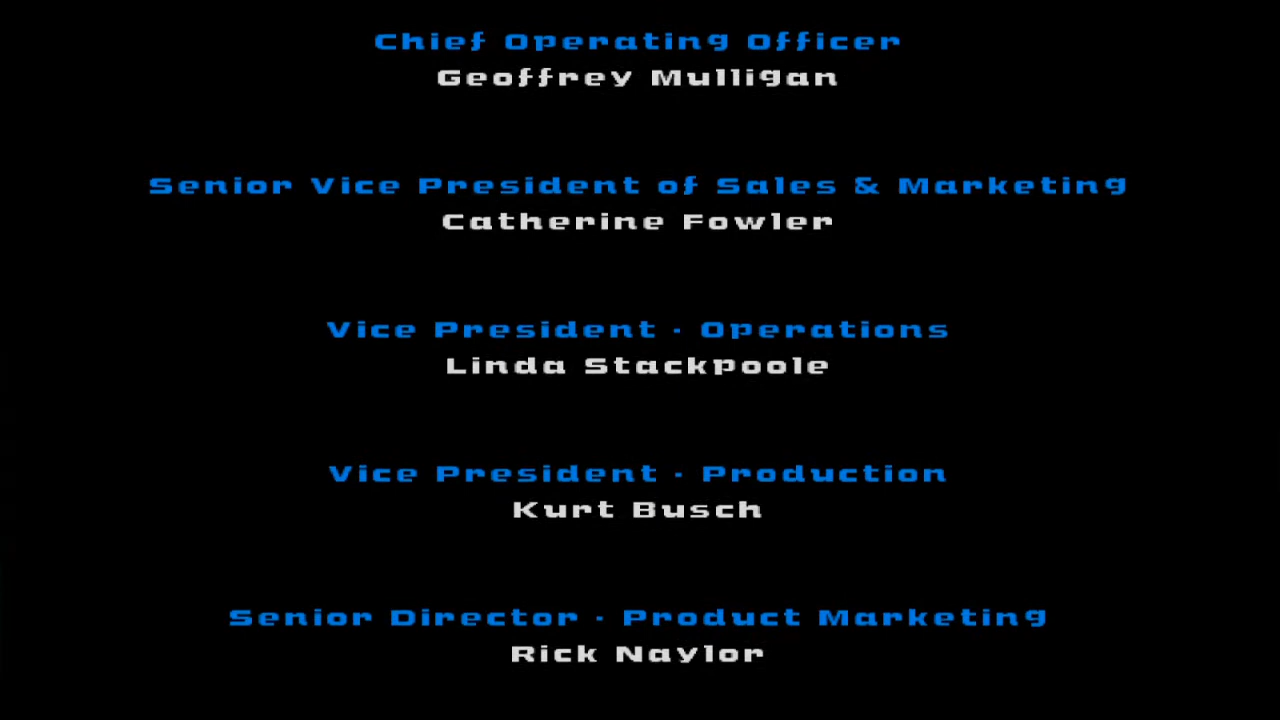 Chief Operating Officer
Geoffrey Mulligan
Senior Vice President of Sales & Marketing
Catherine Fowler
Vice President - Operations
Linda Stackpoole
Vice President - Production
Kurt Busch
Senior Director - Product Marketing
Rick Naylor